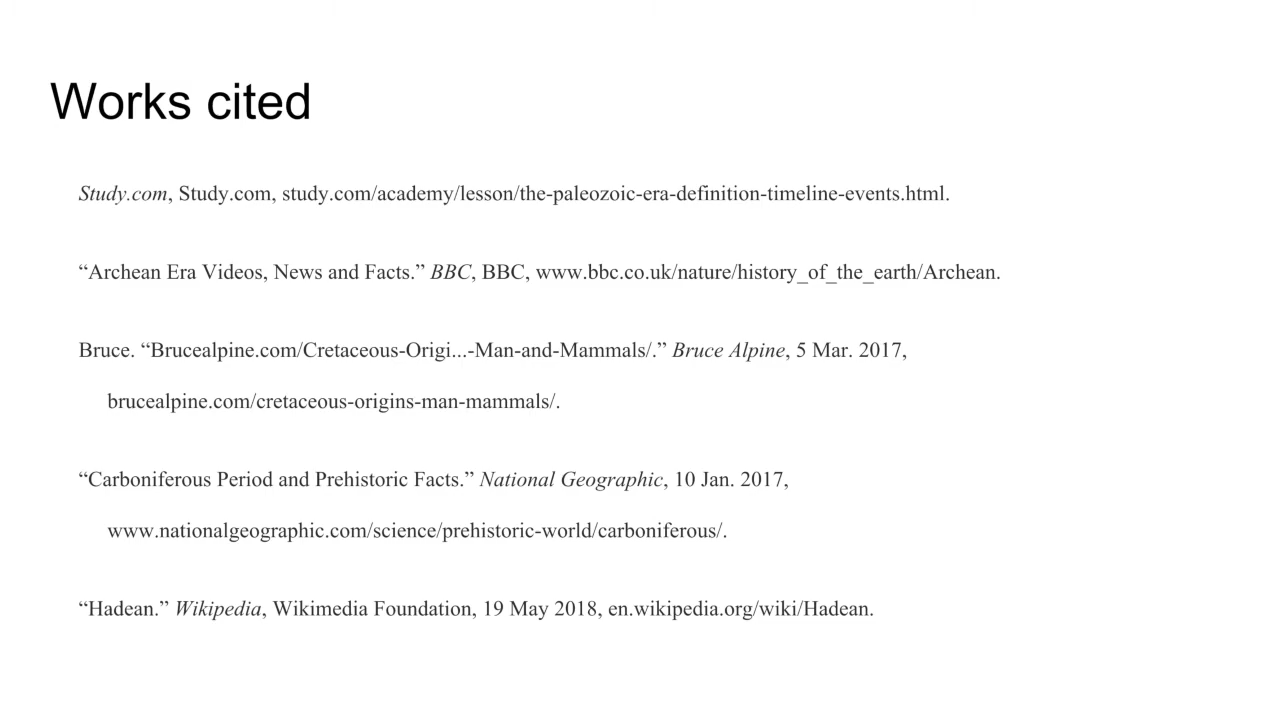 Works cited
Study.com, Study.com, study.com/academy/lesson/the-paleozoic-era-definition-timeline-events.html.
“Archean Era Videos, News and Facts.” BBC, BBC, www.bbc.co.uk/nature/history_of_the_earth/Archean.
Bruce. “Brucealpine.com/Cretaceous-Origi...-Man-and-Mammals/.” Bruce Alpine, 5 Mar. 2017,
brucealpine.com/cretaceous-origins-man-mammals/.
“Carboniferous Period and Prehistoric Facts.” National Geographic, 10 Jan. 2017,
www.nationalgeographic.com/science/prehistoric-world/carboniferous/.
“Hadean.” Wikipedia, Wikimedia Foundation, 19 May 2018, en.wikipedia.org/wiki/Hadean.